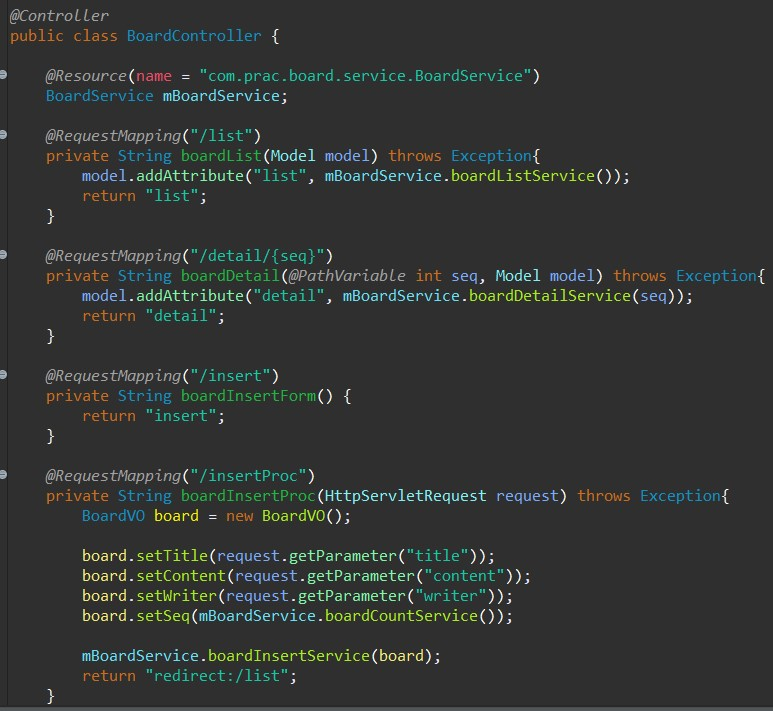 @Controller
public class BoardController {
@Resource(name = "com.prac.board.service.BoardService")
BoardService mBoardService;
@RequestMapping("/list")
private String boardList(Model model) throws Exception{
model.addAttribute("list", mBoardService.boardListService());
return "list";
}
@RequestMapping("/detail/{seq}")
private String boardDetail(@PathVariable int seq, Model model) throws Exception{
model.addAttribute("detail", mBoardService.boardDetailService(seq));
return "detail";
}
@RequestMapping("/insert")
private String boardInsertForm() {
return "insert";
}
@RequestMapping("/insertProc")
private String boardInsertProc(HttpServletRequest request) throws Exception{
BoardVO board = new BoardVO();
board.setTitle(request.getParameter("title"));
board.setContent(request.getParameter("content"));
board.setWriter(request.getParameter("writer"));
board.setSeq(mBoardService.boardCountService());
mBoardService.boardInsertService(board);
return "redirect:/list";
}